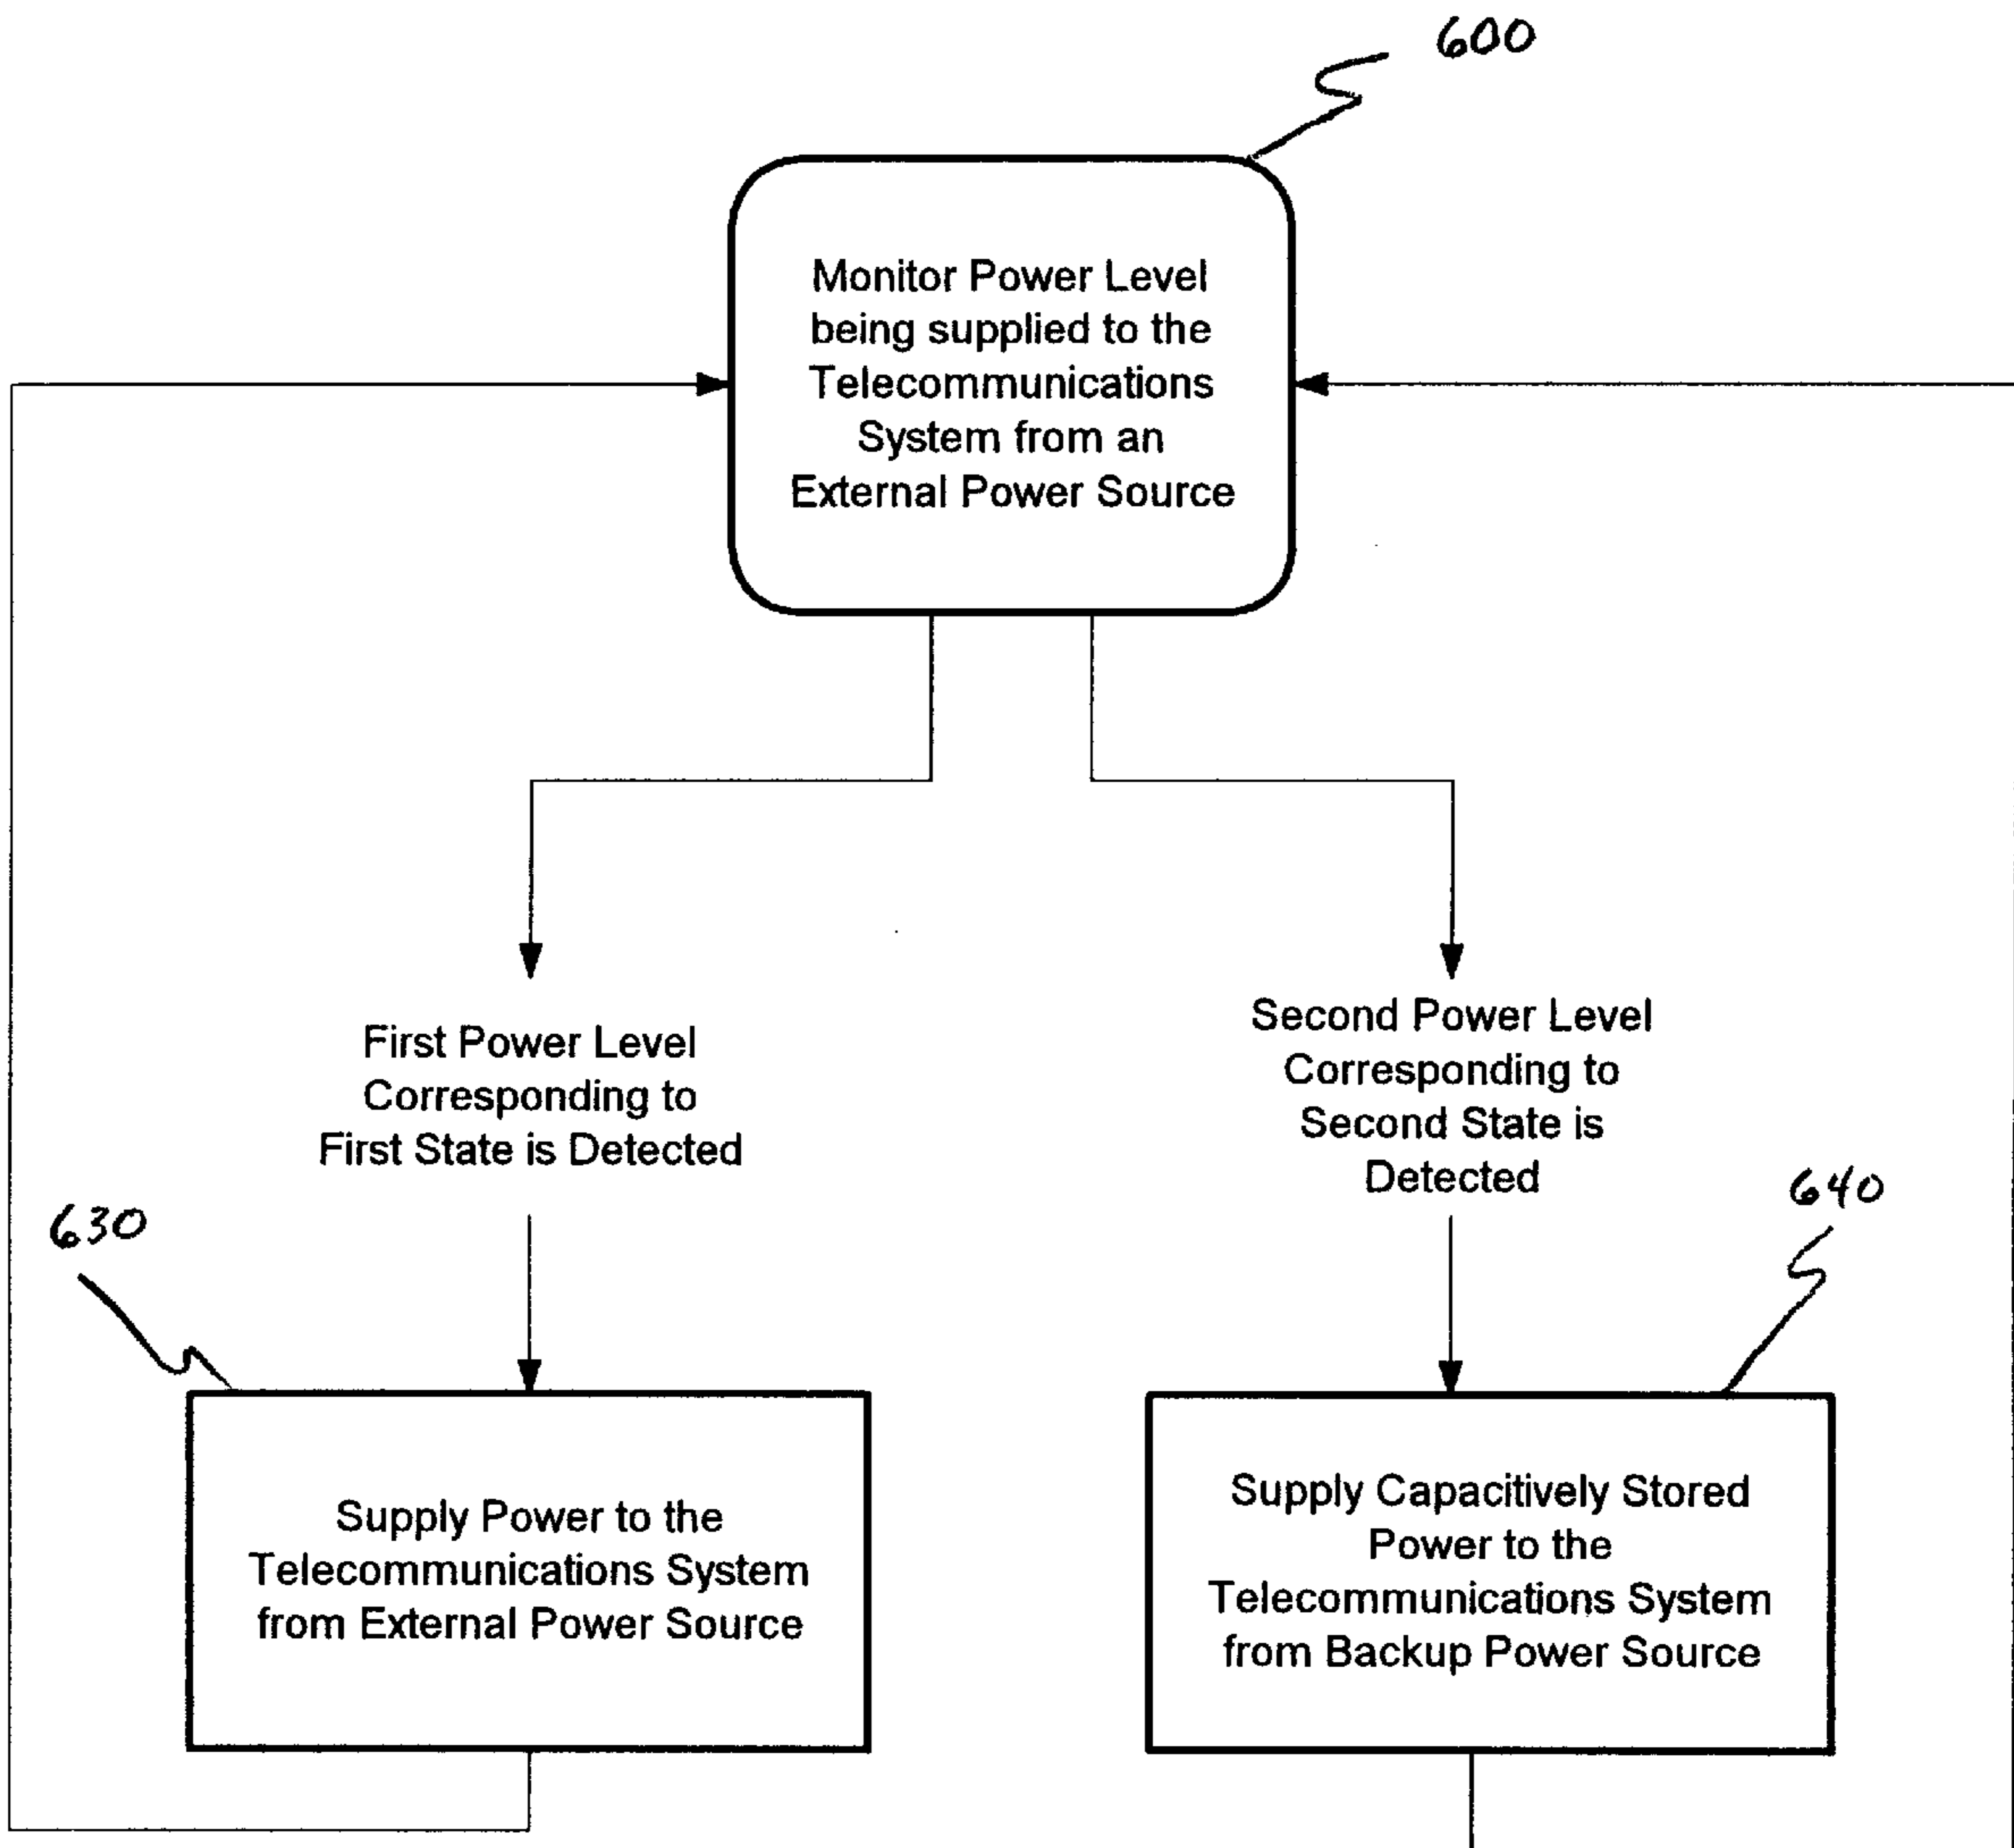 600
Monitor Power Level
being supplied to the
Telecommunications
System from an
External Power Source
First Power Level
Corresponding to
First State is Detected
Second Power Level
Corresponding to
Second State is
Detected
630
640
Supply Power to the
Telecommunications System
from External Power Source
Supply Capacitively Stored
Power to the
Telecommunications System
from Backup Power Source